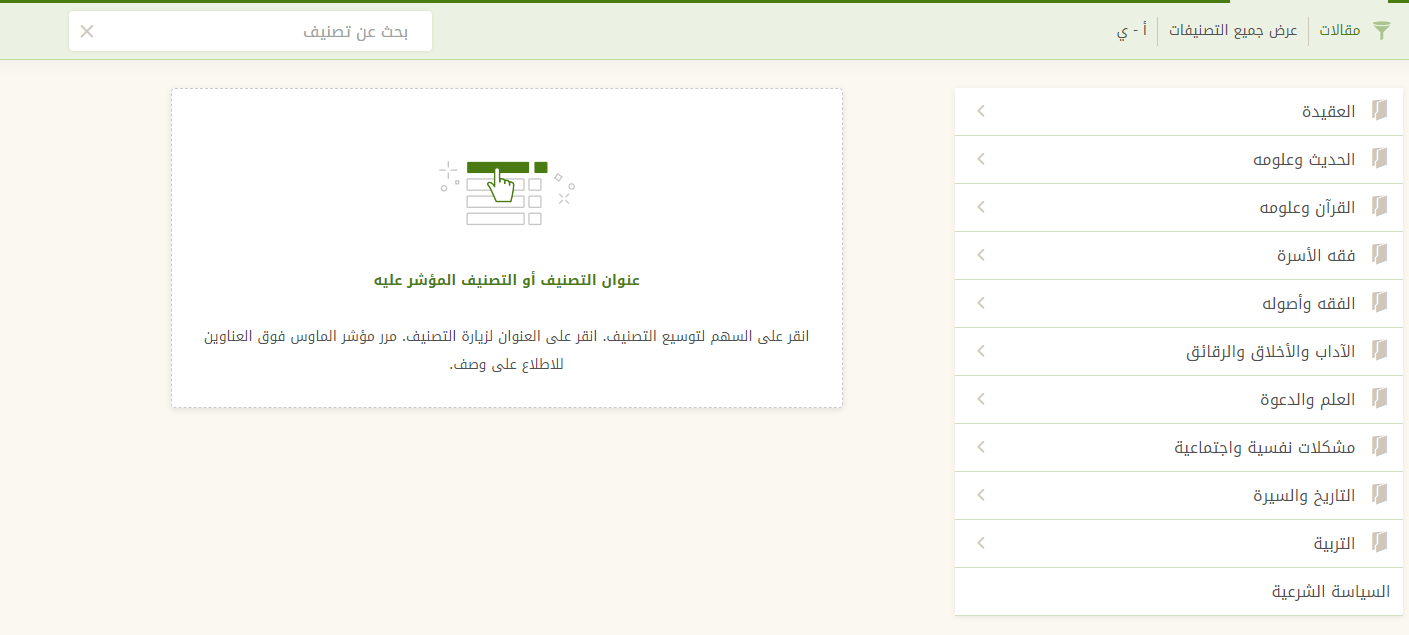 مقالات
عرض جميع التصنيفات
أ - ي
بحث عن تصنيف
العقيدة
الحديث وعلومه
القرآن وعلومه
فقه الأسرة
الفقه وأصوله
الآداب والأخلاق والرقائق
العلم والدعوة
مشكلات نفسية واجتماعية
التاريخ والسيرة
التربية
السياسة الشرعية
عنوان التصنيف أو التصنيف المؤشر عليه
انقر على السهم لتوسيع التصنيف. انقر على العنوان لزيارة التصنيف. مرر مؤشر الماوس فوق العناوين
للاطلاع على وصف.